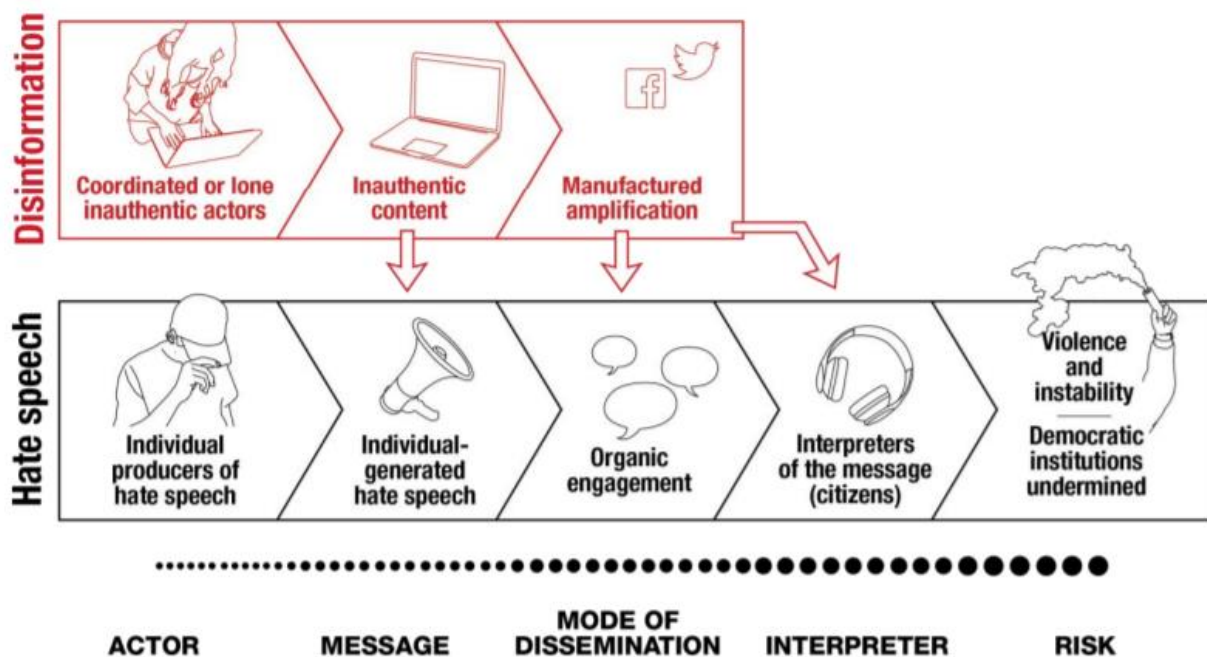 Disinformation
Coordinated or lone
inauthentic actors
Inauthentic
content
Manufactured
amplification
Hate speech
Individual
producers of
hate speech
Individual-
generated
hate speech
Organic
engagement
Interpreters
of the message
(citizens)
Violence
and
instability
Democratic
institutions
undermined
ACTOR
MESSAGE
MODE OF
DISSEMINATION
INTERPRETER
RISK